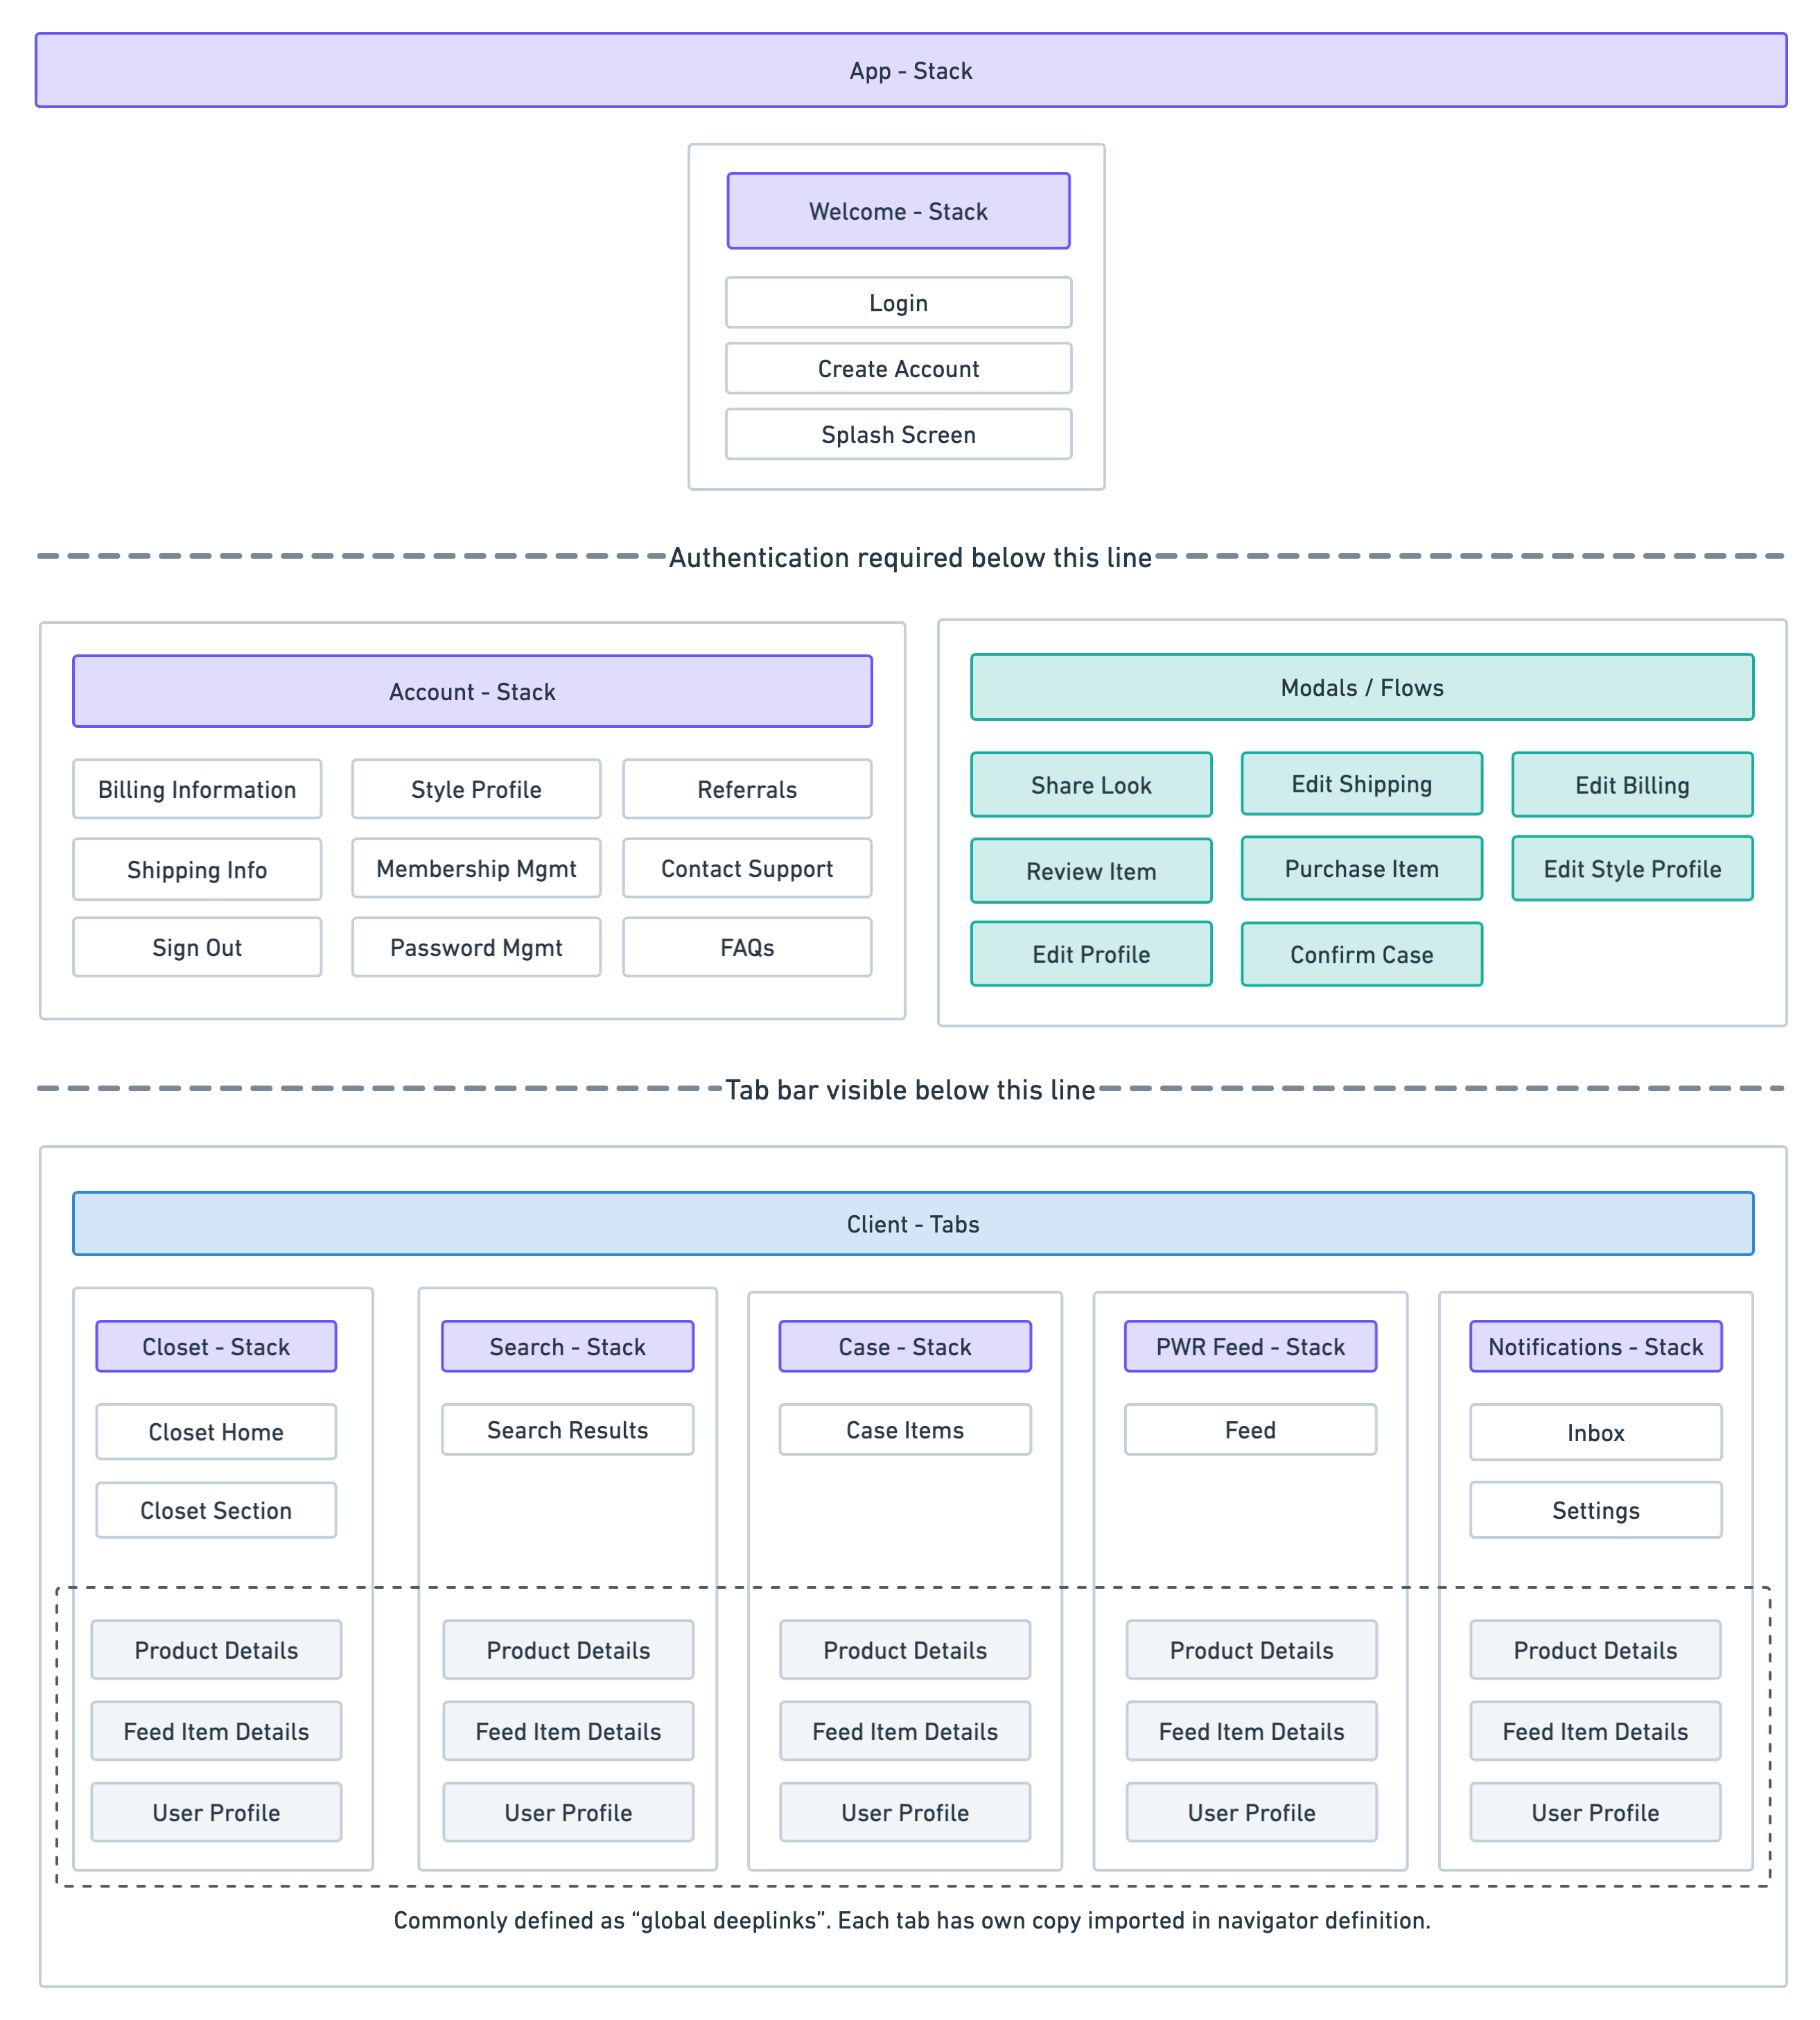 App - Stack
Welcome - Stack
Login
Create Account
Splash Screen
Authentication required below this line
Account - Stack
Billing Information
Style Profile
Referrals
Shipping Info
Membership Mgmt
Contact Support
Sign Out
Password Mgmt
FAQs
Modals / Flows
Share Look
Edit Shipping
Edit Billing
Review Item
Purchase Item
Edit Style Profile
Edit Profile
Confirm Case
Tab bar visible below this line
Client - Tabs
Closet - Stack
Closet Home
Closet Section
Product Details
Feed Item Details
User Profile
Search - Stack
Search Results
Product Details
Feed Item Details
User Profile
Case - Stack
Case Items
Product Details
Feed Item Details
User Profile
PWR Feed - Stack
Feed
Product Details
Feed Item Details
User Profile
Notifications - Stack
Inbox
Settings
Product Details
Feed Item Details
User Profile
Commonly defined as “global deeplinks”. Each tab has own copy imported in navigator definition.